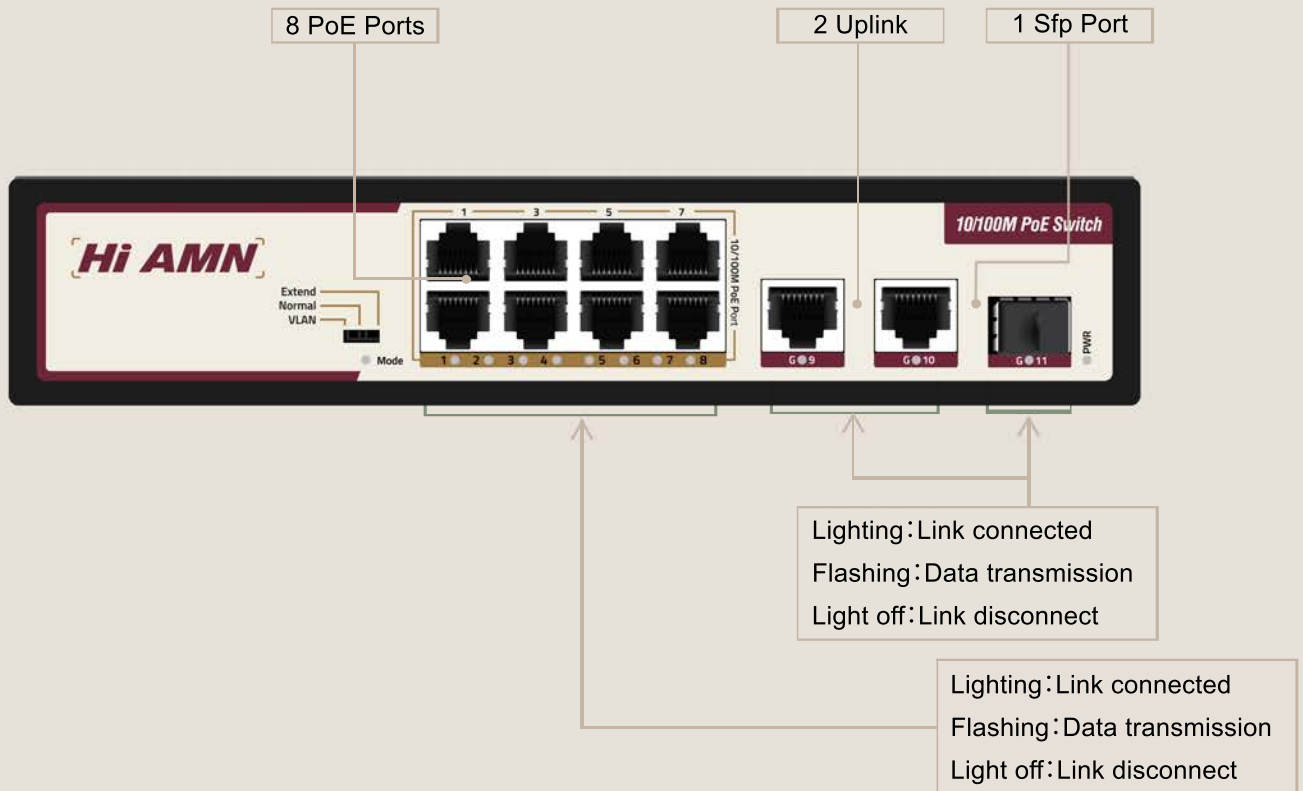 8 PoE Ports
2 Uplink
1 Sfp Port
1 3 5 7
10/100M PoE Switch
Hi AMN
10/100M PoE Port
Extend
Normal
VLAN
Mode
1 2 3 4 5 6 7 8
G 9
G 10
G 11
PWR
Lighting:Link connected
Flashing:Data transmission
Light off:Link disconnect
Lighting:Link connected
Flashing:Data transmission
Light off:Link disconnect